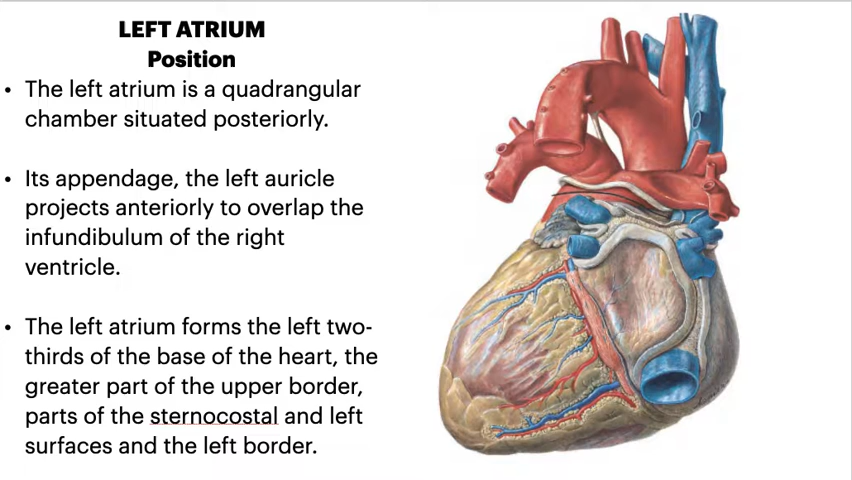 LEFT ATRIUM
Position
• The left atrium is a quadrangular
chamber situated posteriorly.
• Its appendage, the left auricle
projects anteriorly to overlap the
infundibulum of the right
ventricle.
• The left atrium forms the left two-
thirds of the base of the heart, the
greater part of the upper border,
parts of the sternocostal and left
surfaces and the left border.